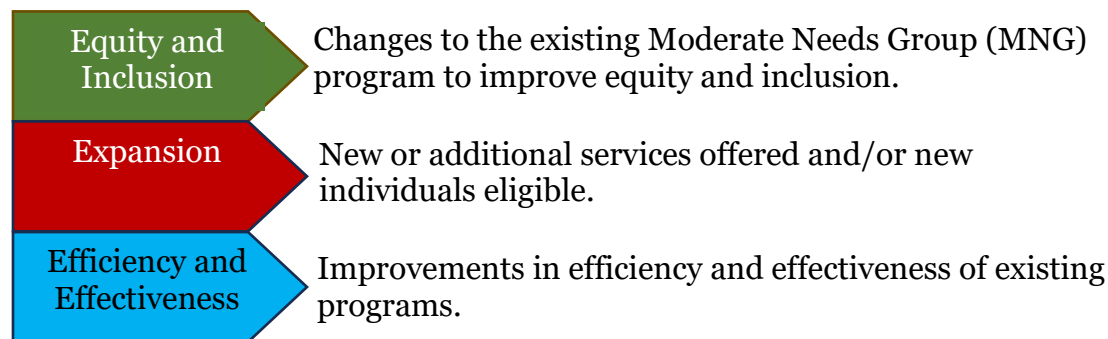 Equity and
Inclusion
Changes to the existing Moderate Needs Group (MNG)
program to improve equity and inclusion.
Expansion
New or additional services offered and/or new
individuals eligible.
Efficiency and
Effectiveness
Improvements in efficiency and effectiveness of existing
programs.